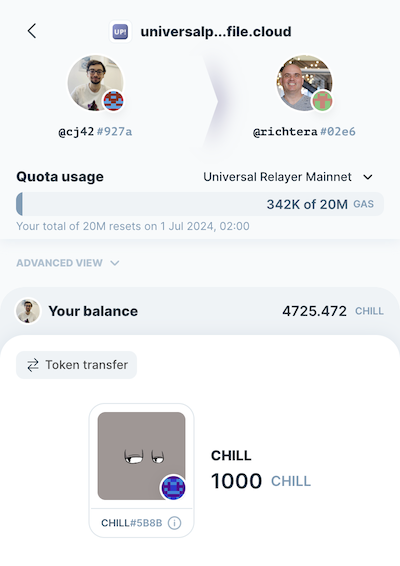 UP! universalp...file.cloud
@cj42#927a @richtera#02e6
Quota usage Universal Relayer Mainnet
342K of 20M GAS
Your total of 20M resets on 1 Jul 2024, 02:00
ADVANCED VIEW
Your balance 4725.472 CHILL
Token transfer
CHILL
1000 CHILL
CHILL#5B8B